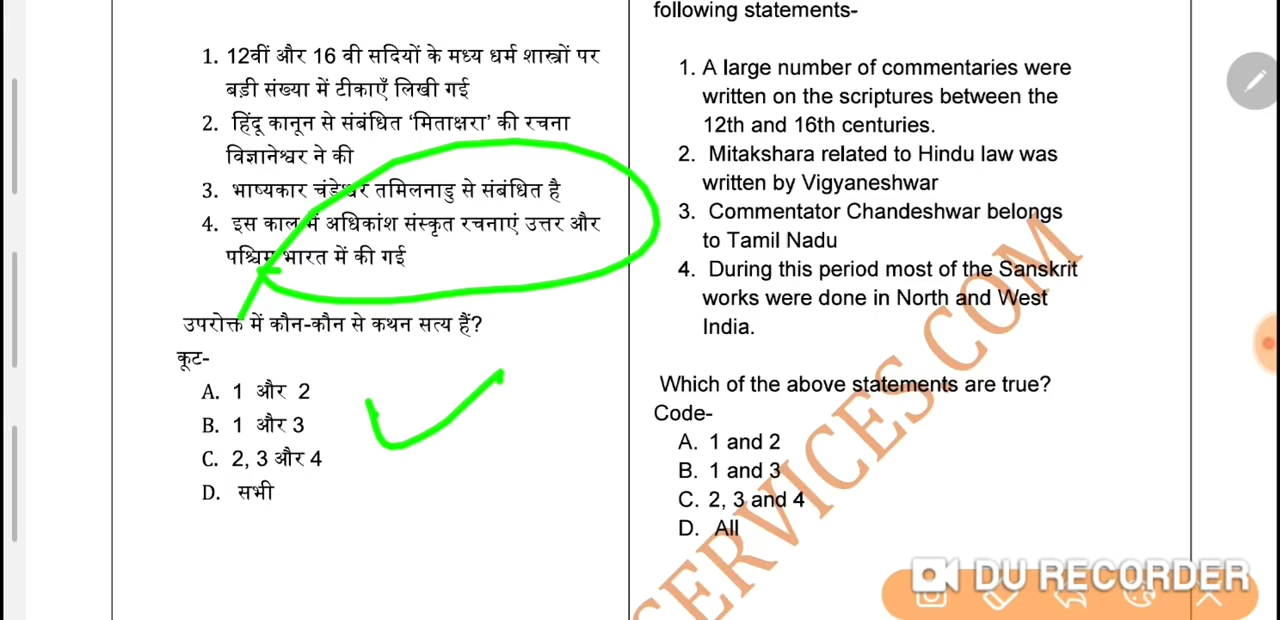 1. 12वीं और 16 वी सदियों के मध्य धर्म शास्त्रों पर
बड़ी संख्या में टीकाएँ लिखी गई
2. हिंदू कानून से संबंधित ‘मिताक्षरा’ की रचना
विज्ञानेश्वर ने की
3. भाष्यकार चंडेश्वर तमिलनाडु से संबंधित है
4. इस काल में अधिकांश संस्कृत रचनाएं उत्तर और
पश्चिम भारत में की गई
उपरोक्त में कौन-कौन से कथन सत्य हैं?
कूट-
A. 1 और 2
B. 1 और 3
C. 2, 3 और 4
D. सभी
following statements-
1. A large number of commentaries were
written on the scriptures between the
12th and 16th centuries.
2. Mitakshara related to Hindu law was
written by Vigyaneshwar
3. Commentator Chandeshwar belongs
to Tamil Nadu
4. During this period most of the Sanskrit
works were done in North and West
India.
Which of the above statements are true?
Code-
A. 1 and 2
B. 1 and 3
C. 2, 3 and 4
D. All
SERVICES.COM
DU RECORDER